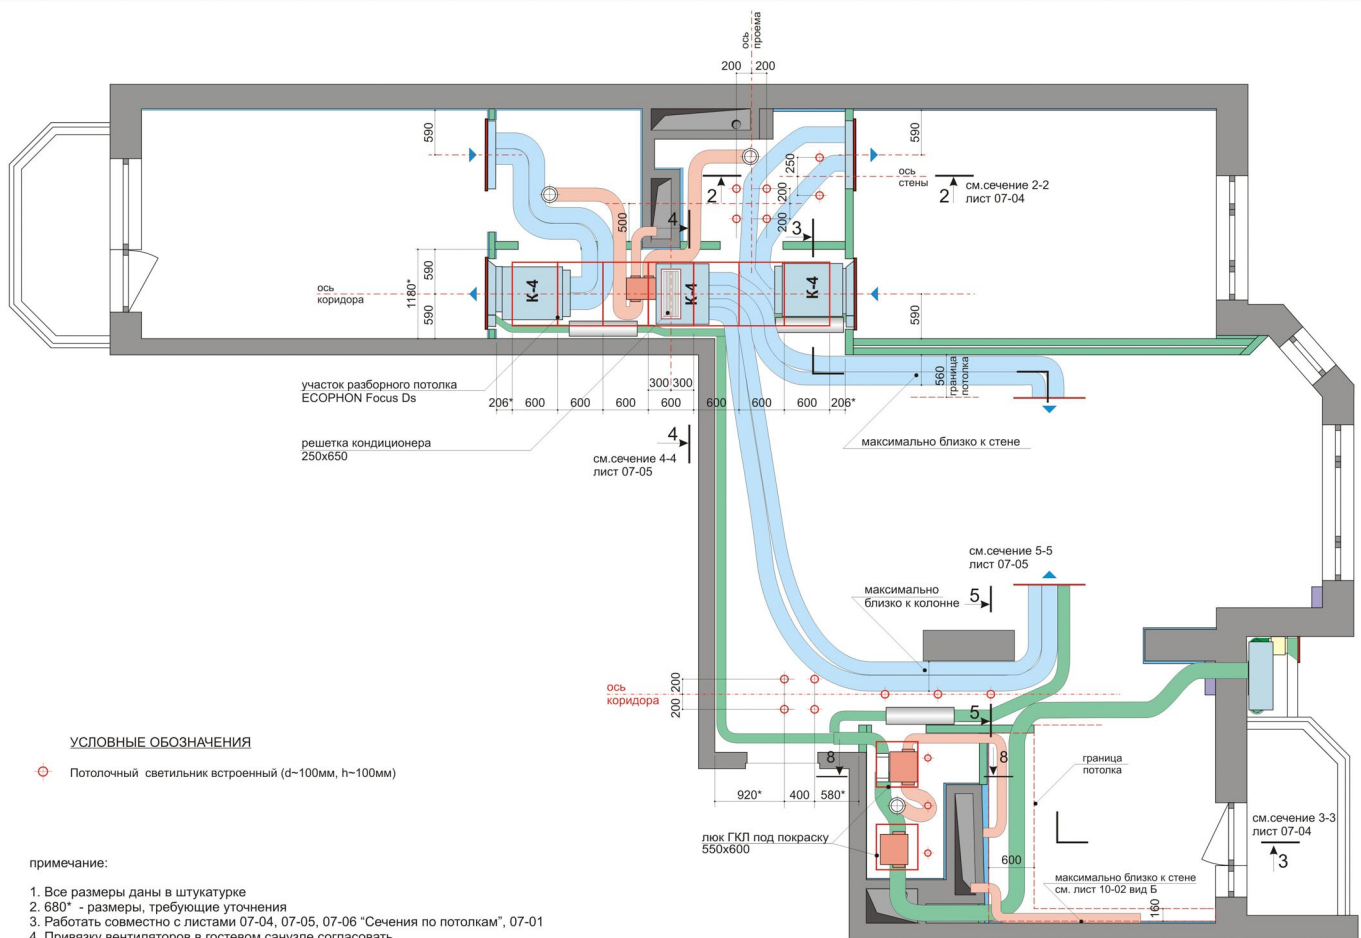 ось
проема
200 200
590
590
250
200
200
ось
стены
2
2
см.сечение 2-2
лист 07-04
500
4
3
590
1180*
590
590
ось
коридора
К-4
К-4
К-4
560
граница
потолка
участок разборного потолка
ECOPHON Focus Ds
300 300
206* 600 600 600 600 600 600 600 206*
решетка кондиционера
250х650
4
см.сечение 4-4
лист 07-05
максимально близко к стене
см.сечение 5-5
лист 07-05
максимально
близко к колонне
5
ось
коридора
200
200
5
УСЛОВНЫЕ ОБОЗНАЧЕНИЯ
Потолочный светильник встроенный (d~100мм, h~100мм)
8
8
граница
потолка
920* 400 580*
люк ГКЛ под покраску
550х600
см.сечение 3-3
лист 07-04
3
600
максимально близко к стене
см. лист 10-02 вид Б
160
примечание:
1. Все размеры даны в штукатурке
2. 680* - размеры, требующие уточнения
3. Работать совместно с листами 07-04, 07-05, 07-06 “Сечения по потолкам”, 07-01
4. Привязку вентиляторов в гостевом санузле согласовать